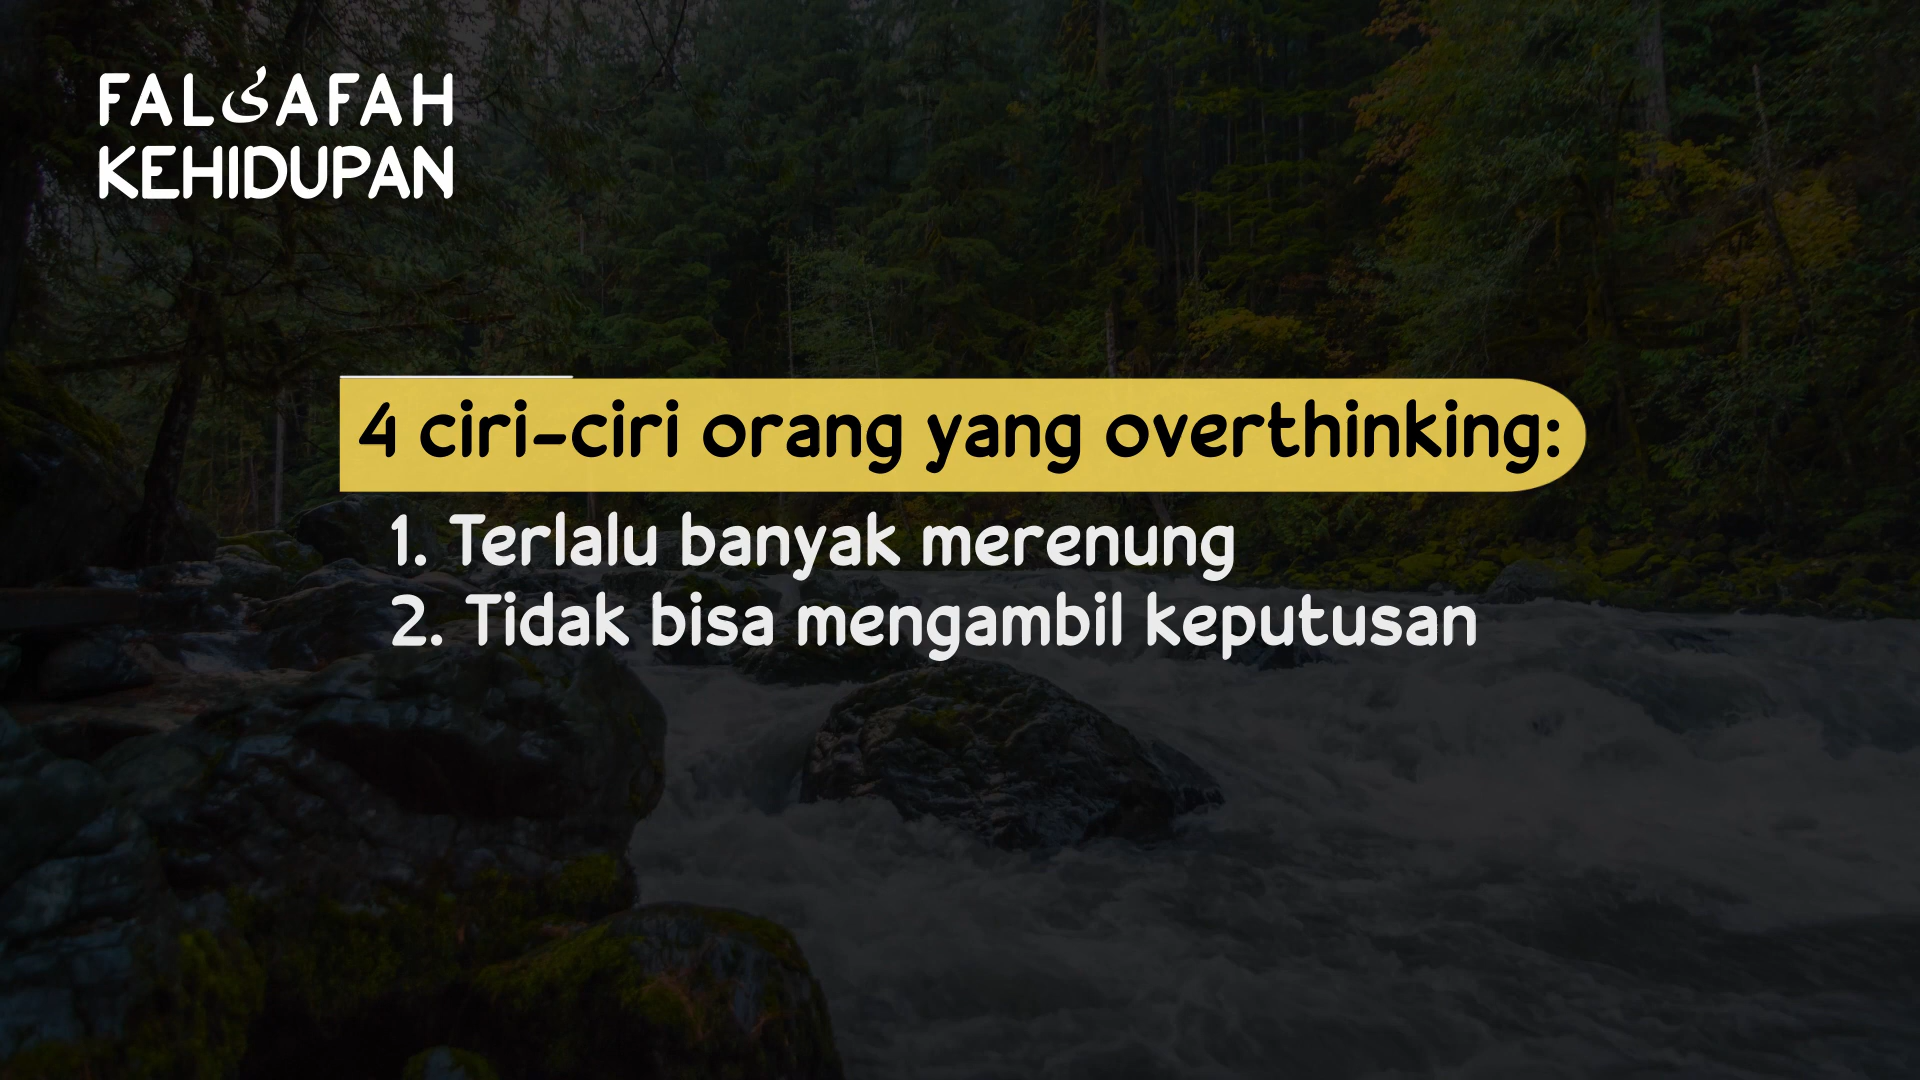 FALSAFAH
KEHIDUPAN
4 ciri-ciri orang yang overthinking:
1. Terlalu banyak merenung
2. Tidak bisa mengambil keputusan